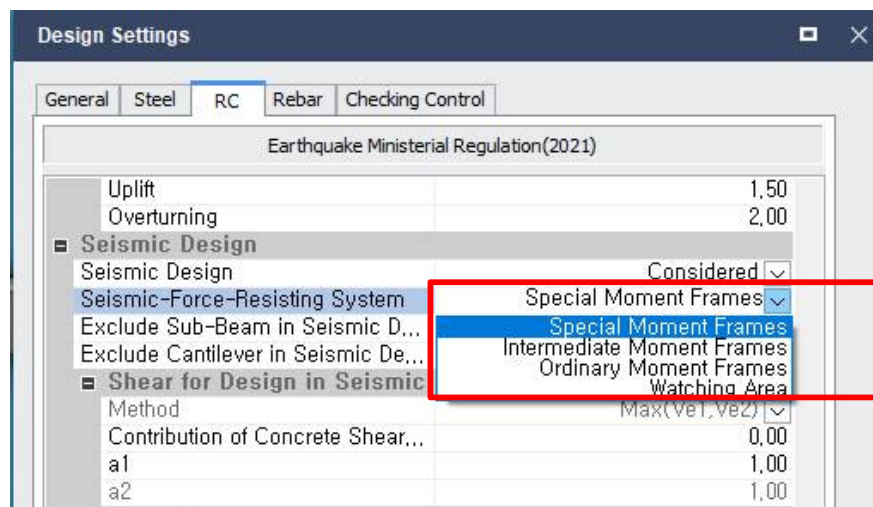 Design Settings
General Steel RC Rebar Checking Control
Earthquake Ministerial Regulation(2021)
Uplift 1.50
Overturning 2.00
Seismic Design
Seismic Design Considered
Seismic-Force-Resisting System Special Moment Frames
Exclude Sub-Beam in Seismic D... Special Moment Frames
Exclude Cantilever in Seismic De... Intermediate Moment Frames
Ordinary Moment Frames
Shear for Design in Seismic Watching Area
Method Max(Ve1,Ve2)
Contribution of Concrete Shear... 0.00
a1 1.00
a2 1.00